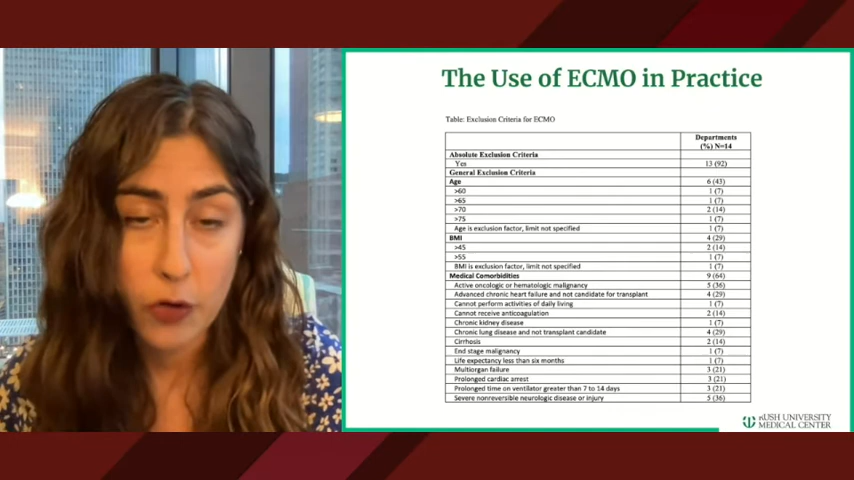 The Use of ECMO in Practice
Table: Exclusion Criteria for ECMO
Departments
(%) N=14
Absolute Exclusion Criteria
Yes 13 (92)
General Exclusion Criteria
Age 6 (43)
>60 1 (7)
>65 1 (7)
>70 2 (14)
>75 1 (7)
Age is exclusion factor, limit not specified 1 (7)
BMI 4 (29)
>45 2 (14)
>55 1 (7)
BMI is exclusion factor, limit not specified 1 (7)
Medical Comorbidities 9 (64)
Active oncologic or hematologic malignancy 5 (36)
Advanced chronic heart failure and not candidate for transplant 4 (29)
Cannot perform activities of daily living 1 (7)
Cannot receive anticoagulation 2 (14)
Chronic kidney disease 1 (7)
Chronic lung disease and not transplant candidate 4 (29)
Cirrhosis 2 (14)
End stage malignancy 1 (7)
Life expectancy less than six months 1 (7)
Multiorgan failure 3 (21)
Prolonged cardiac arrest 3 (21)
Prolonged time on ventilator greater than 7 to 14 days 3 (21)
Severe nonreversible neurologic disease or injury 5 (36)
RUSH UNIVERSITY
MEDICAL CENTER